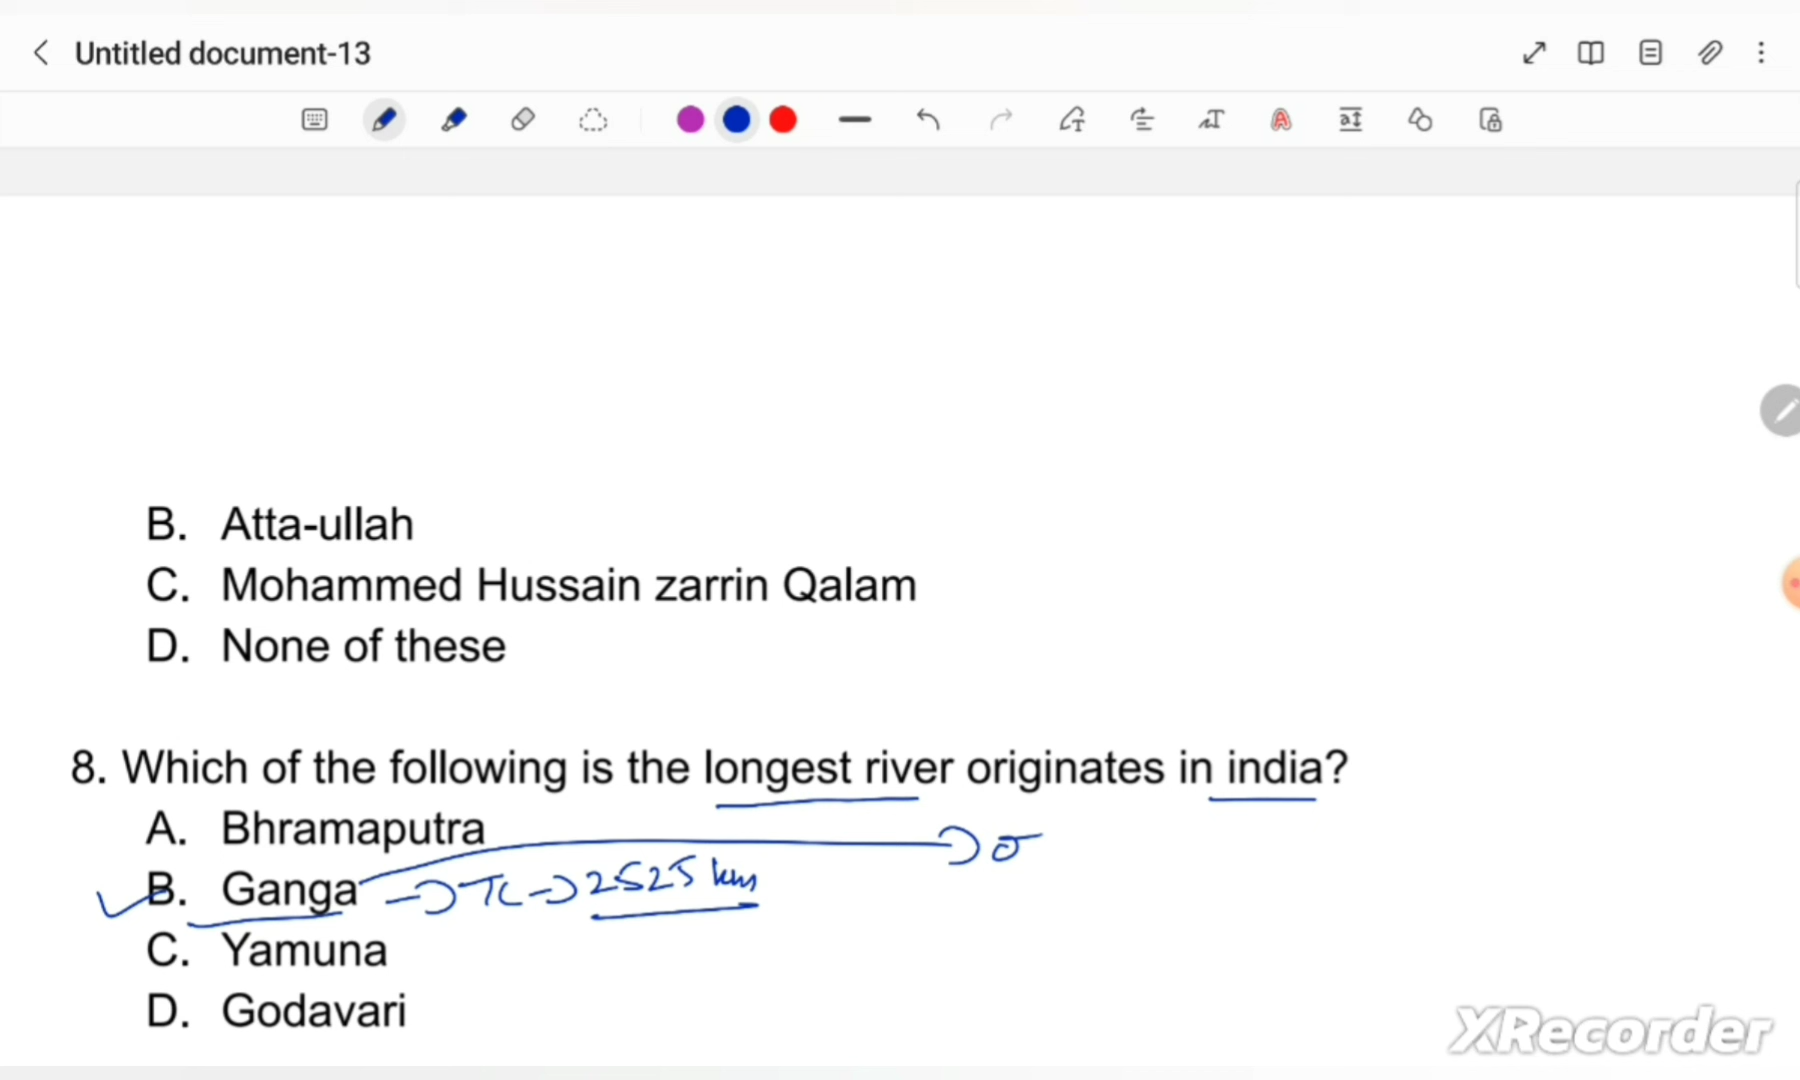 Untitled document-13
B. Atta-ullah
C. Mohammed Hussain zarrin Qalam
D. None of these
8. Which of the following is the longest river originates in india?
A. Bhramaputra
B. Ganga → TL → 2525 km
C. Yamuna
D. Godavari
XRecorder